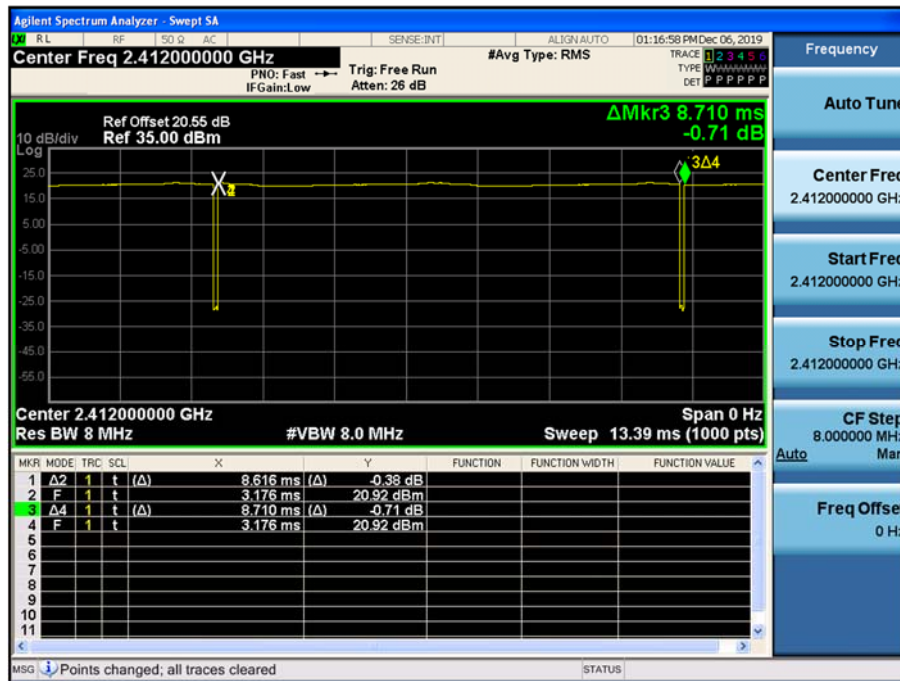 Agilent Spectrum Analyzer - Swept SA
LXI RL RF 50 Ω AC SENSE:INT ALIGNAUTO 01:16:58 PM Dec 06, 2019
Center Freq 2.412000000 GHz
#Avg Type: RMS
TRACE 1 2 3 4 5 6
TYPE WWWWWW
DET P P P P P P
PNO: Fast
IFGain:Low
Trig: Free Run
Atten: 26 dB
ΔMkr3 8.710 ms
-0.71 dB
Ref Offset 20.55 dB
10 dB/div Ref 35.00 dBm
Log
3Δ4
25.0
15.0
5.00
-5.00
-15.0
-25.0
-35.0
-45.0
-55.0
Center 2.412000000 GHz Span 0 Hz
Res BW 8 MHz #VBW 8.0 MHz Sweep 13.39 ms (1000 pts)
MKR MODE TRC SCL X Y FUNCTION FUNCTION WIDTH FUNCTION VALUE
1 Δ2 1 t (Δ) 8.616 ms (Δ) -0.38 dB
2 F 1 t 3.176 ms 20.92 dBm
3 Δ4 1 t (Δ) 8.710 ms (Δ) -0.71 dB
4 F 1 t 3.176 ms 20.92 dBm
5
6
7
8
9
10
11
MSG Points changed; all traces cleared STATUS
Frequency
Auto Tune
Center Freq
2.412000000 GHz
Start Freq
2.412000000 GHz
Stop Freq
2.412000000 GHz
CF Step
8.000000 MHz
Auto Man
Freq Offset
0 Hz